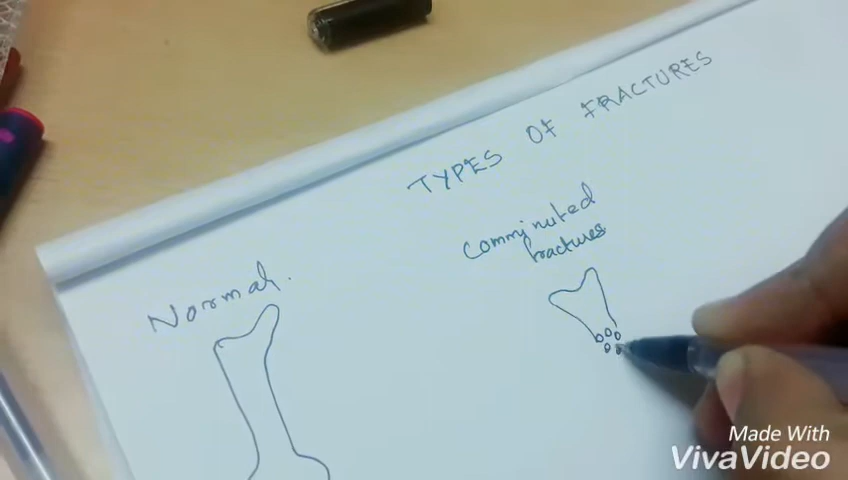 TYPES OF FRACTURES
Comminuted
fractures
Normal.
Made With
VivaVideo